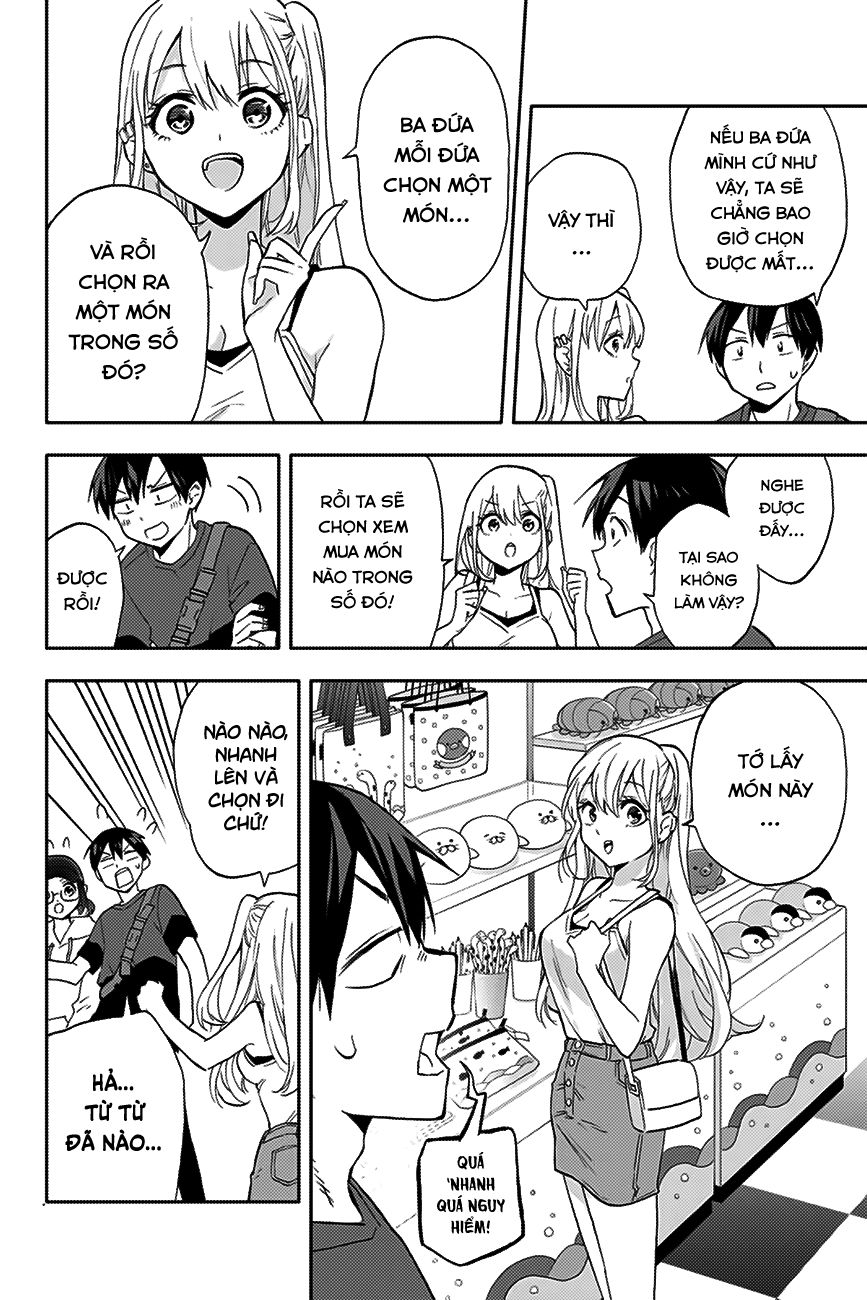 NẾU BA ĐỨA
MÌNH CỨ NHƯ
VẬY, TA SẼ
CHẲNG BAO
GIỜ CHỌN
ĐƯỢC MẤT...
VẬY THÌ
...
BA ĐỨA
MỖI ĐỨA
CHỌN MỘT
MÓN...
VÀ RỒI
CHỌN RA
MỘT MÓN
TRONG SỐ
ĐÓ?
NGHE
ĐƯỢC
ĐẤY...
TẠI SAO
KHÔNG
LÀM VẬY?
RỒI TA SẼ
CHỌN XEM
MUA MÓN
NÀO TRONG
SỐ ĐÓ!
ĐƯỢC
RỒI!
TỚ LẤY
MÓN NÀY
...
QUÁ
'NHANH
QUÁ NGUY
HIỂM!
NÀO NÀO,
NHANH
LÊN VÀ
CHỌN ĐI
CHỨ!
HẢ...
TỪ TỪ
ĐÃ NÀO...